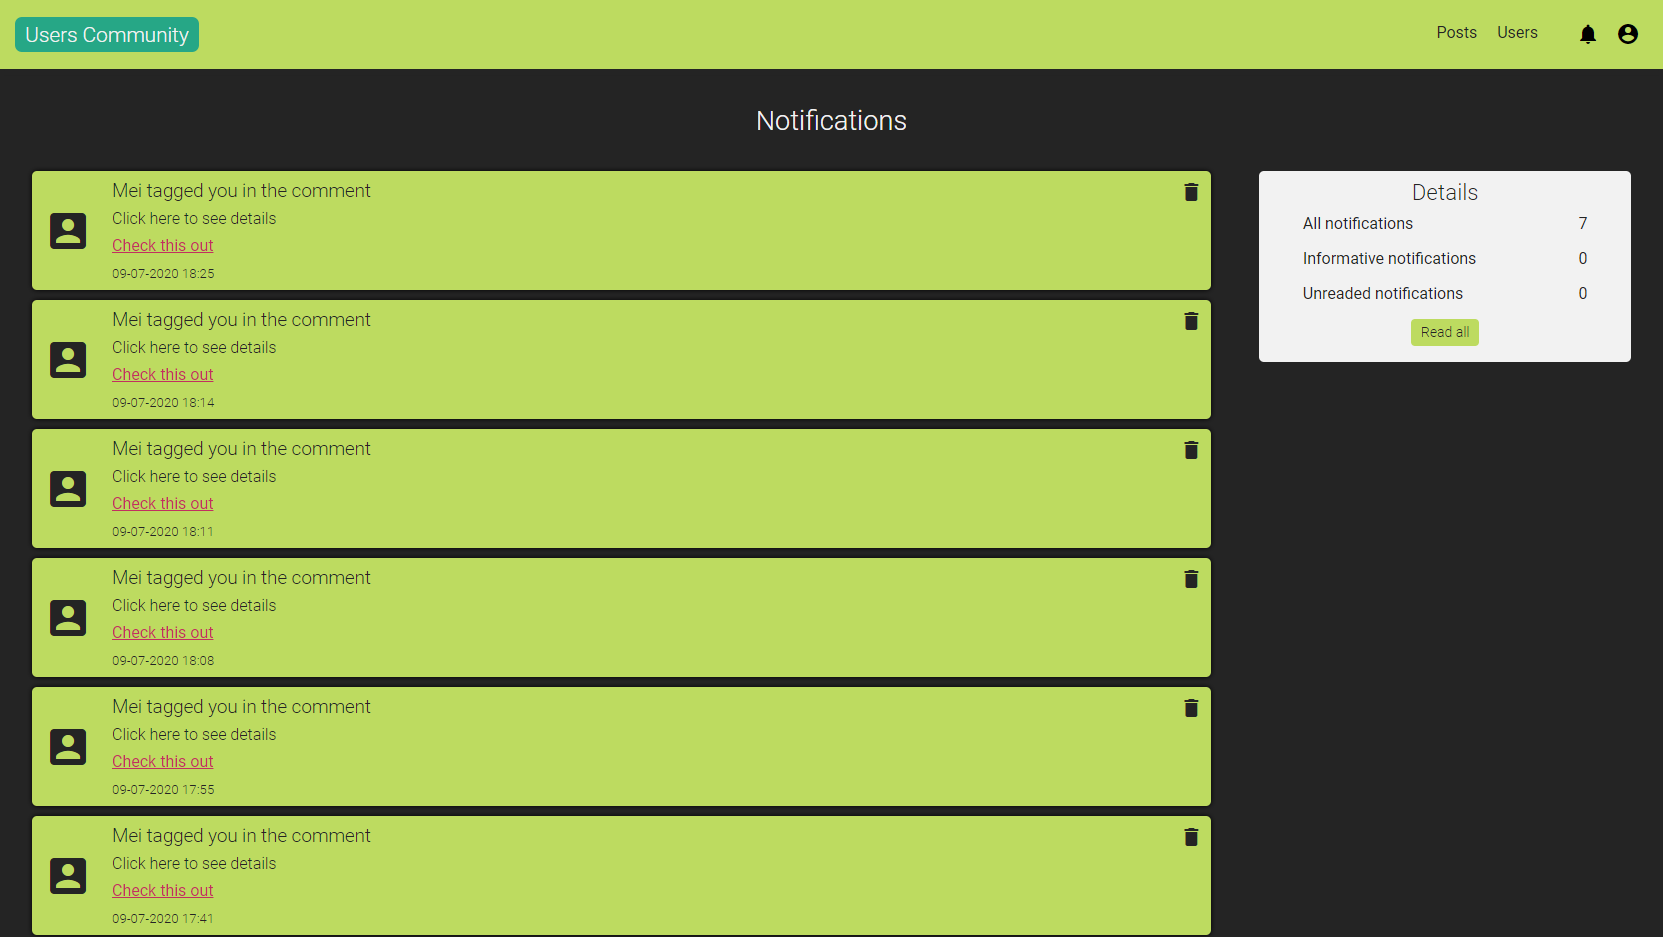 Users Community
Posts Users
Notifications
Mei tagged you in the comment
Click here to see details
Check this out
09-07-2020 18:25
Mei tagged you in the comment
Click here to see details
Check this out
09-07-2020 18:14
Mei tagged you in the comment
Click here to see details
Check this out
09-07-2020 18:11
Mei tagged you in the comment
Click here to see details
Check this out
09-07-2020 18:08
Mei tagged you in the comment
Click here to see details
Check this out
09-07-2020 17:55
Mei tagged you in the comment
Click here to see details
Check this out
09-07-2020 17:41
Details
All notifications 7
Informative notifications 0
Unreaded notifications 0
Read all